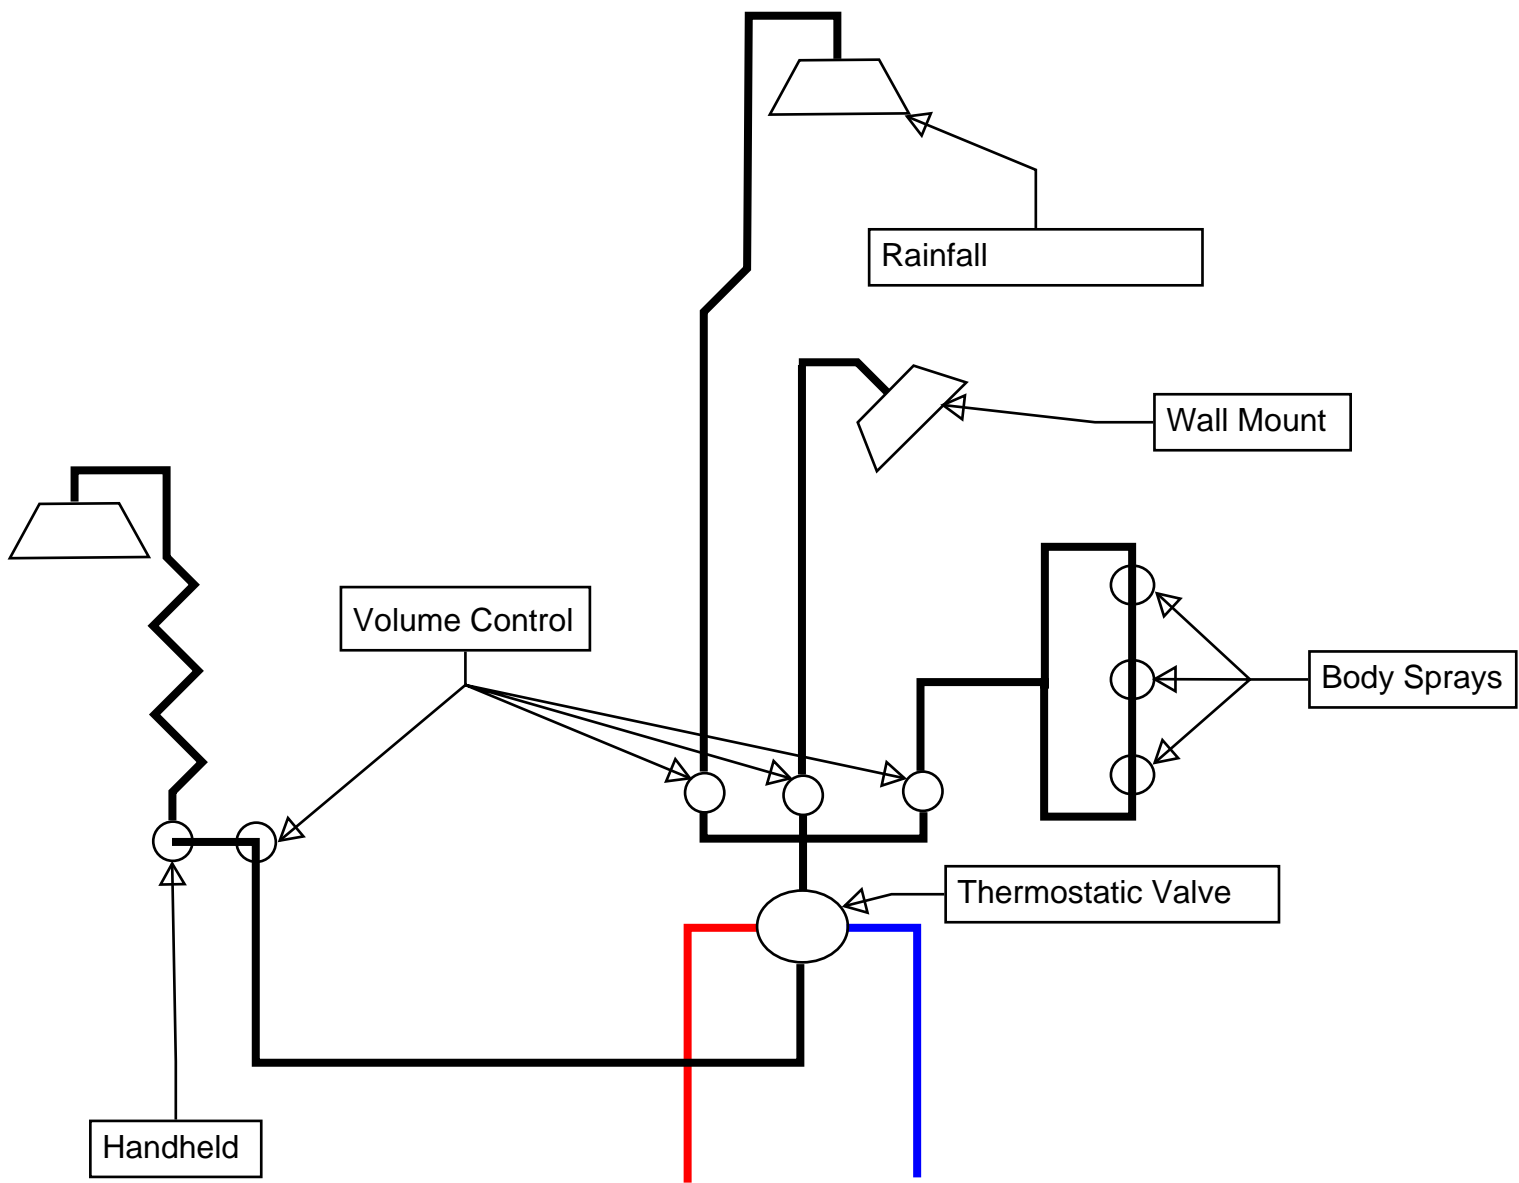 Rainfall
Wall Mount
Volume Control
Body Sprays
Thermostatic Valve
Handheld